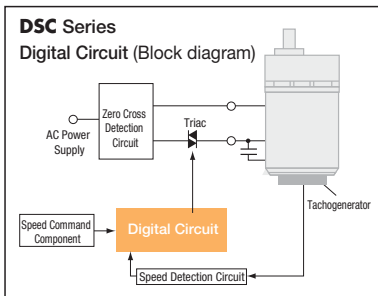 DSC Series
Digital Circuit (Block diagram)
Zero Cross
Detection
Circuit
Triac
AC Power
Supply
Tachogenerator
Speed Command
Component
Digital Circuit
Speed Detection Circuit